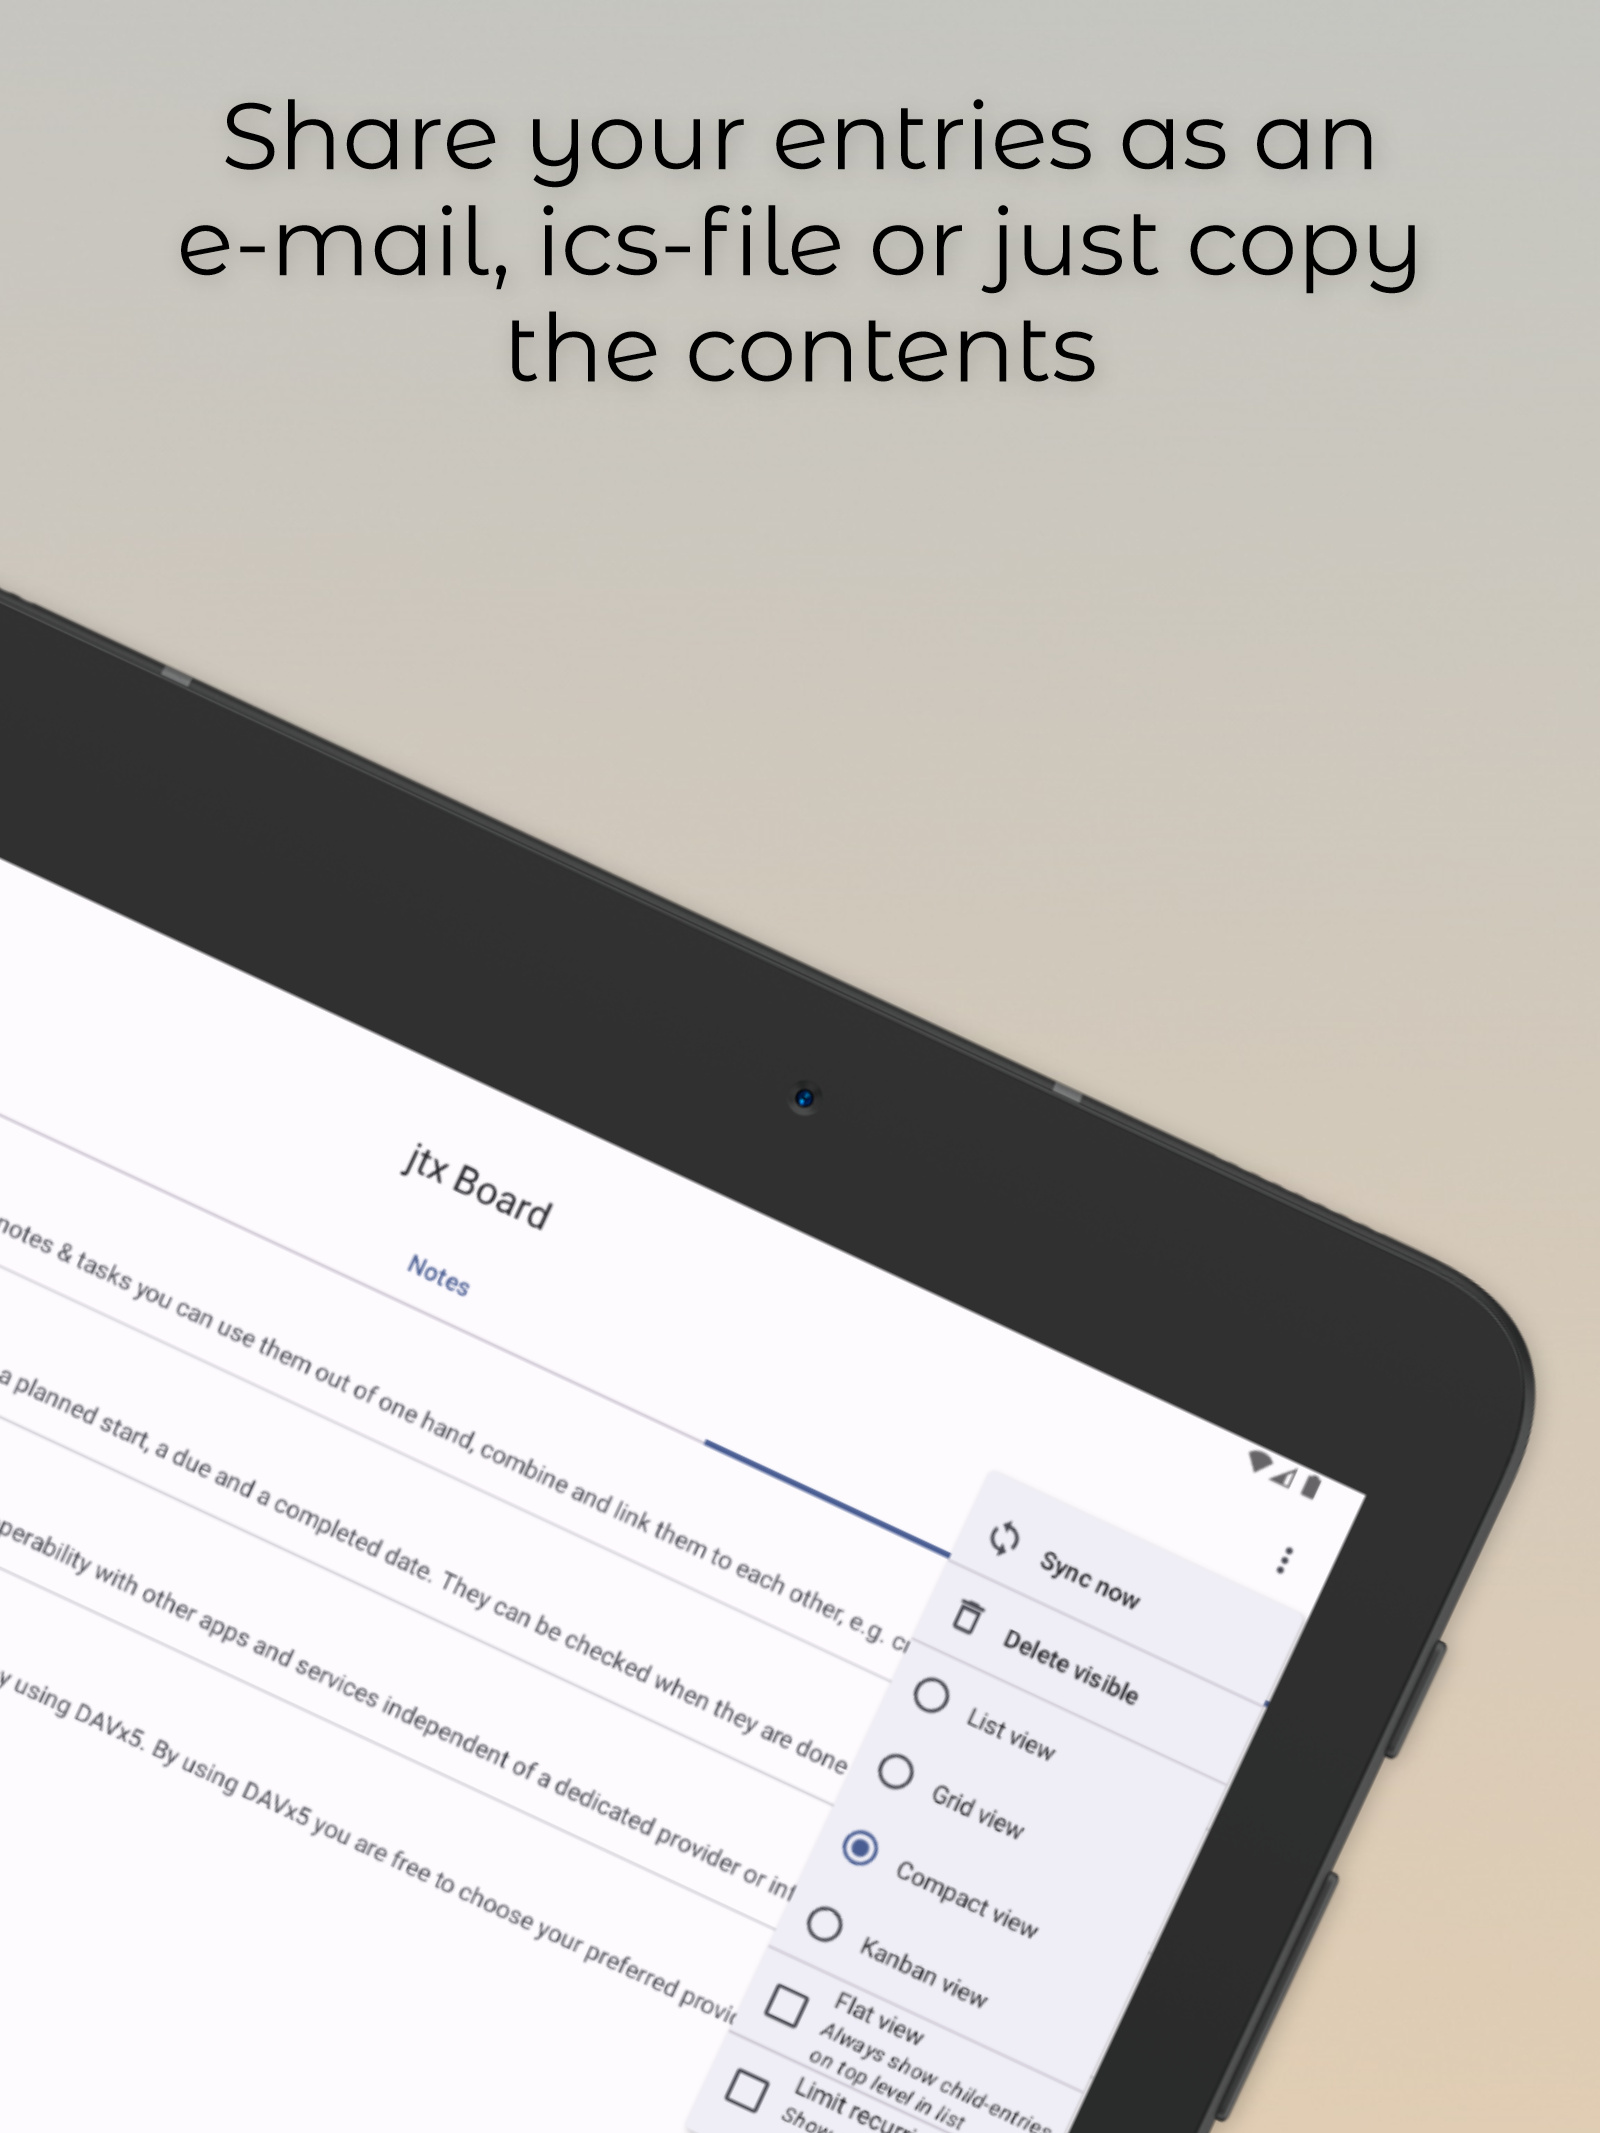 Share your entries as an
e-mail, ics-file or just copy
the contents
jtx Board
Notes
notes & tasks you can use them out of one hand, combine and link them to each other, e.g.
a planned start, a due and a completed date. They can be checked when they are done
with other apps and services independent of a dedicated provider or
using DAVx5. By using DAVx5 you are free to choose your preferred
Sync now
Delete visible
List view
Grid view
Compact view
Kanban view
Flat view
Always show child-entries
on top level in list
Limit
Show